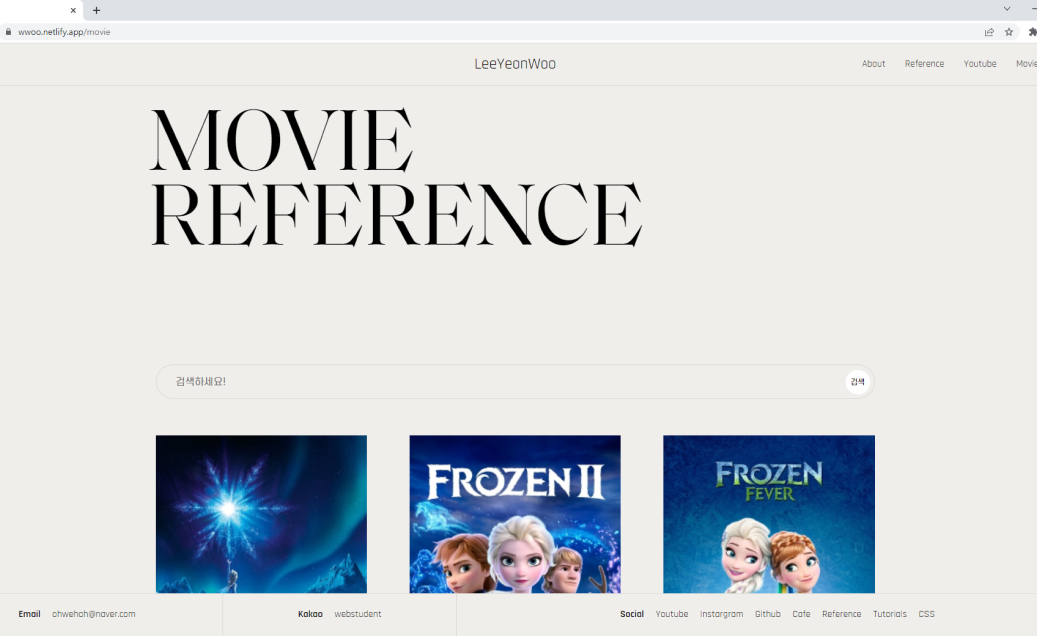 wwoo.netlify.app/movie
LeeYeonWoo
About Reference Youtube Movie
MOVIE
REFERENCE
검색하세요!
검색
FROZEN II
FROZEN
FEVER
Email ohwehoh@naver.com
Kakao webstudent
Social Youtube Instargram Github Cafe Reference Tutorials CSS